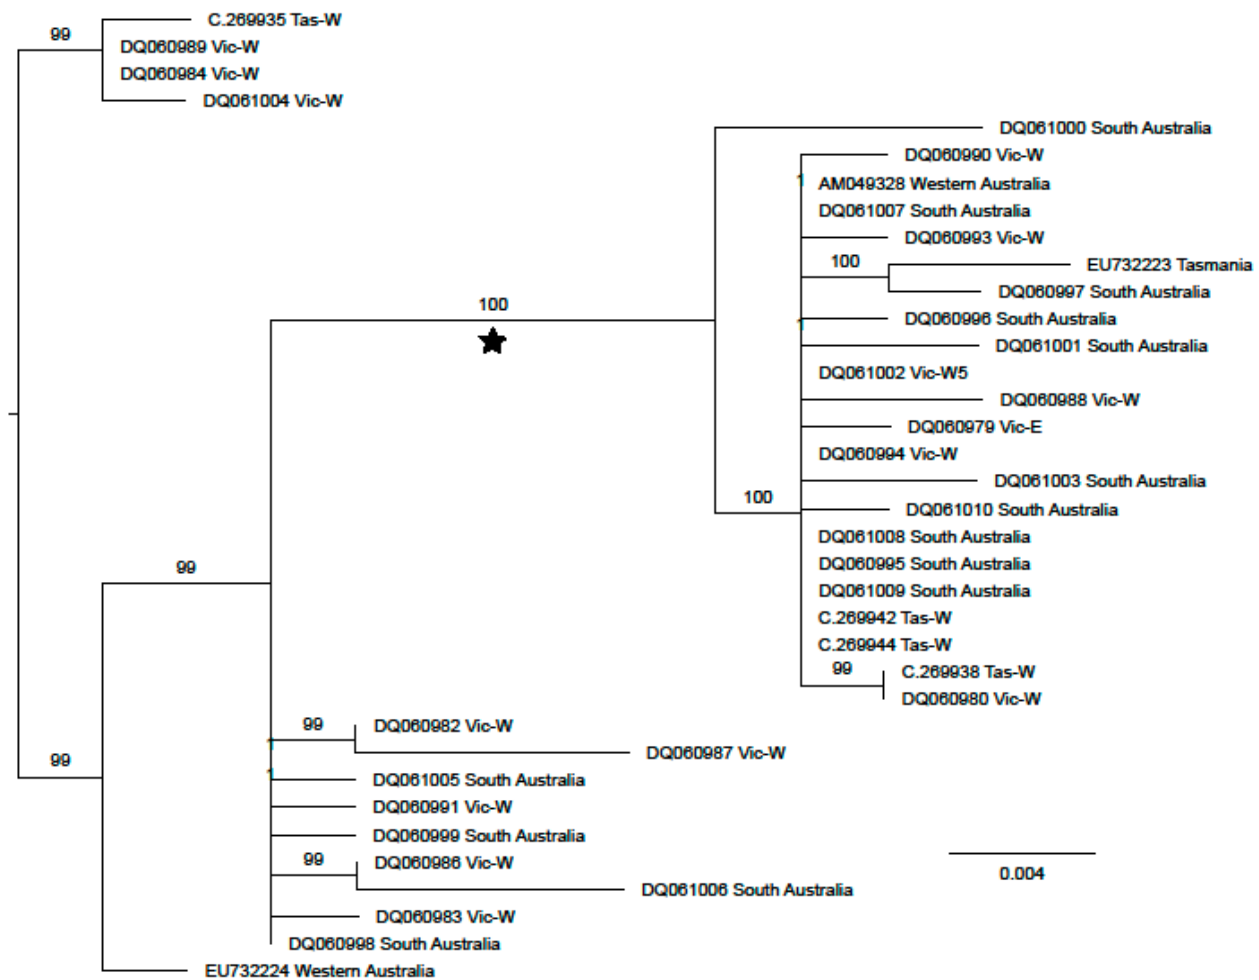 99
C.269935 Tas-W
DQ060989 Vic-W
DQ060984 Vic-W
DQ061004 Vic-W
DQ061000 South Australia
DQ060990 Vic-W
1
AM049328 Western Australia
DQ061007 South Australia
DQ060993 Vic-W
100
EU732223 Tasmania
DQ060997 South Australia
100
DQ060996 South Australia
1
DQ061001 South Australia
DQ061002 Vic-W5
DQ060988 Vic-W
DQ060979 Vic-E
DQ060994 Vic-W
DQ061003 South Australia
100
DQ061010 South Australia
DQ061008 South Australia
DQ060995 South Australia
99
DQ061009 South Australia
C.269942 Tas-W
C.269944 Tas-W
99
C.269938 Tas-W
DQ060980 Vic-W
99
DQ060982 Vic-W
1
DQ060987 Vic-W
99
1
DQ061005 South Australia
DQ060991 Vic-W
DQ060999 South Australia
99
DQ060986 Vic-W
0.004
DQ061006 South Australia
DQ060983 Vic-W
DQ060998 South Australia
EU732224 Western Australia